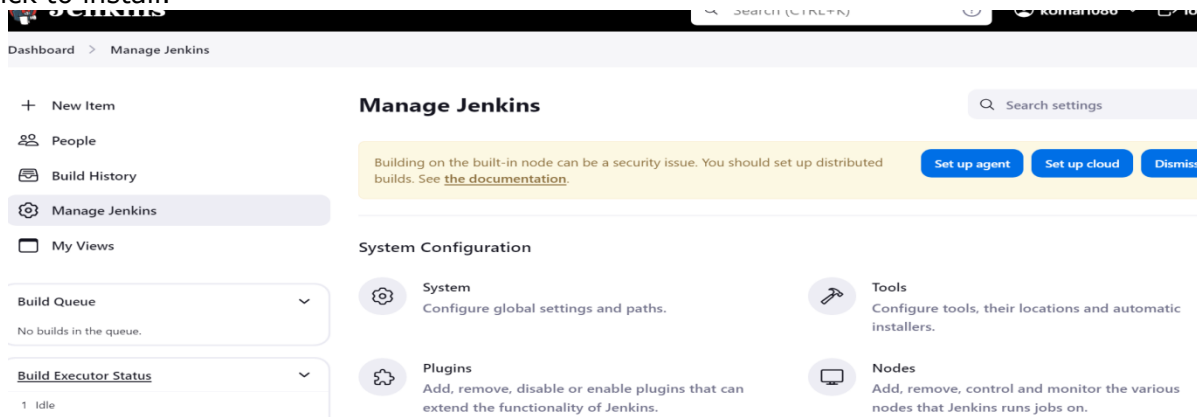 Jenkins
Search (CTRL+K)
Dashboard > Manage Jenkins
+ New Item
People
Build History
Manage Jenkins
My Views
Build Queue
No builds in the queue.
Build Executor Status
1 Idle
Manage Jenkins
Search settings
Building on the built-in node can be a security issue. You should set up distributed
builds. See the documentation.
Set up agent
Set up cloud
Dismiss
System Configuration
System
Configure global settings and paths.
Tools
Configure tools, their locations and automatic
installers.
Plugins
Add, remove, disable or enable plugins that can
extend the functionality of Jenkins.
Nodes
Add, remove, control and monitor the various
nodes that Jenkins runs jobs on.